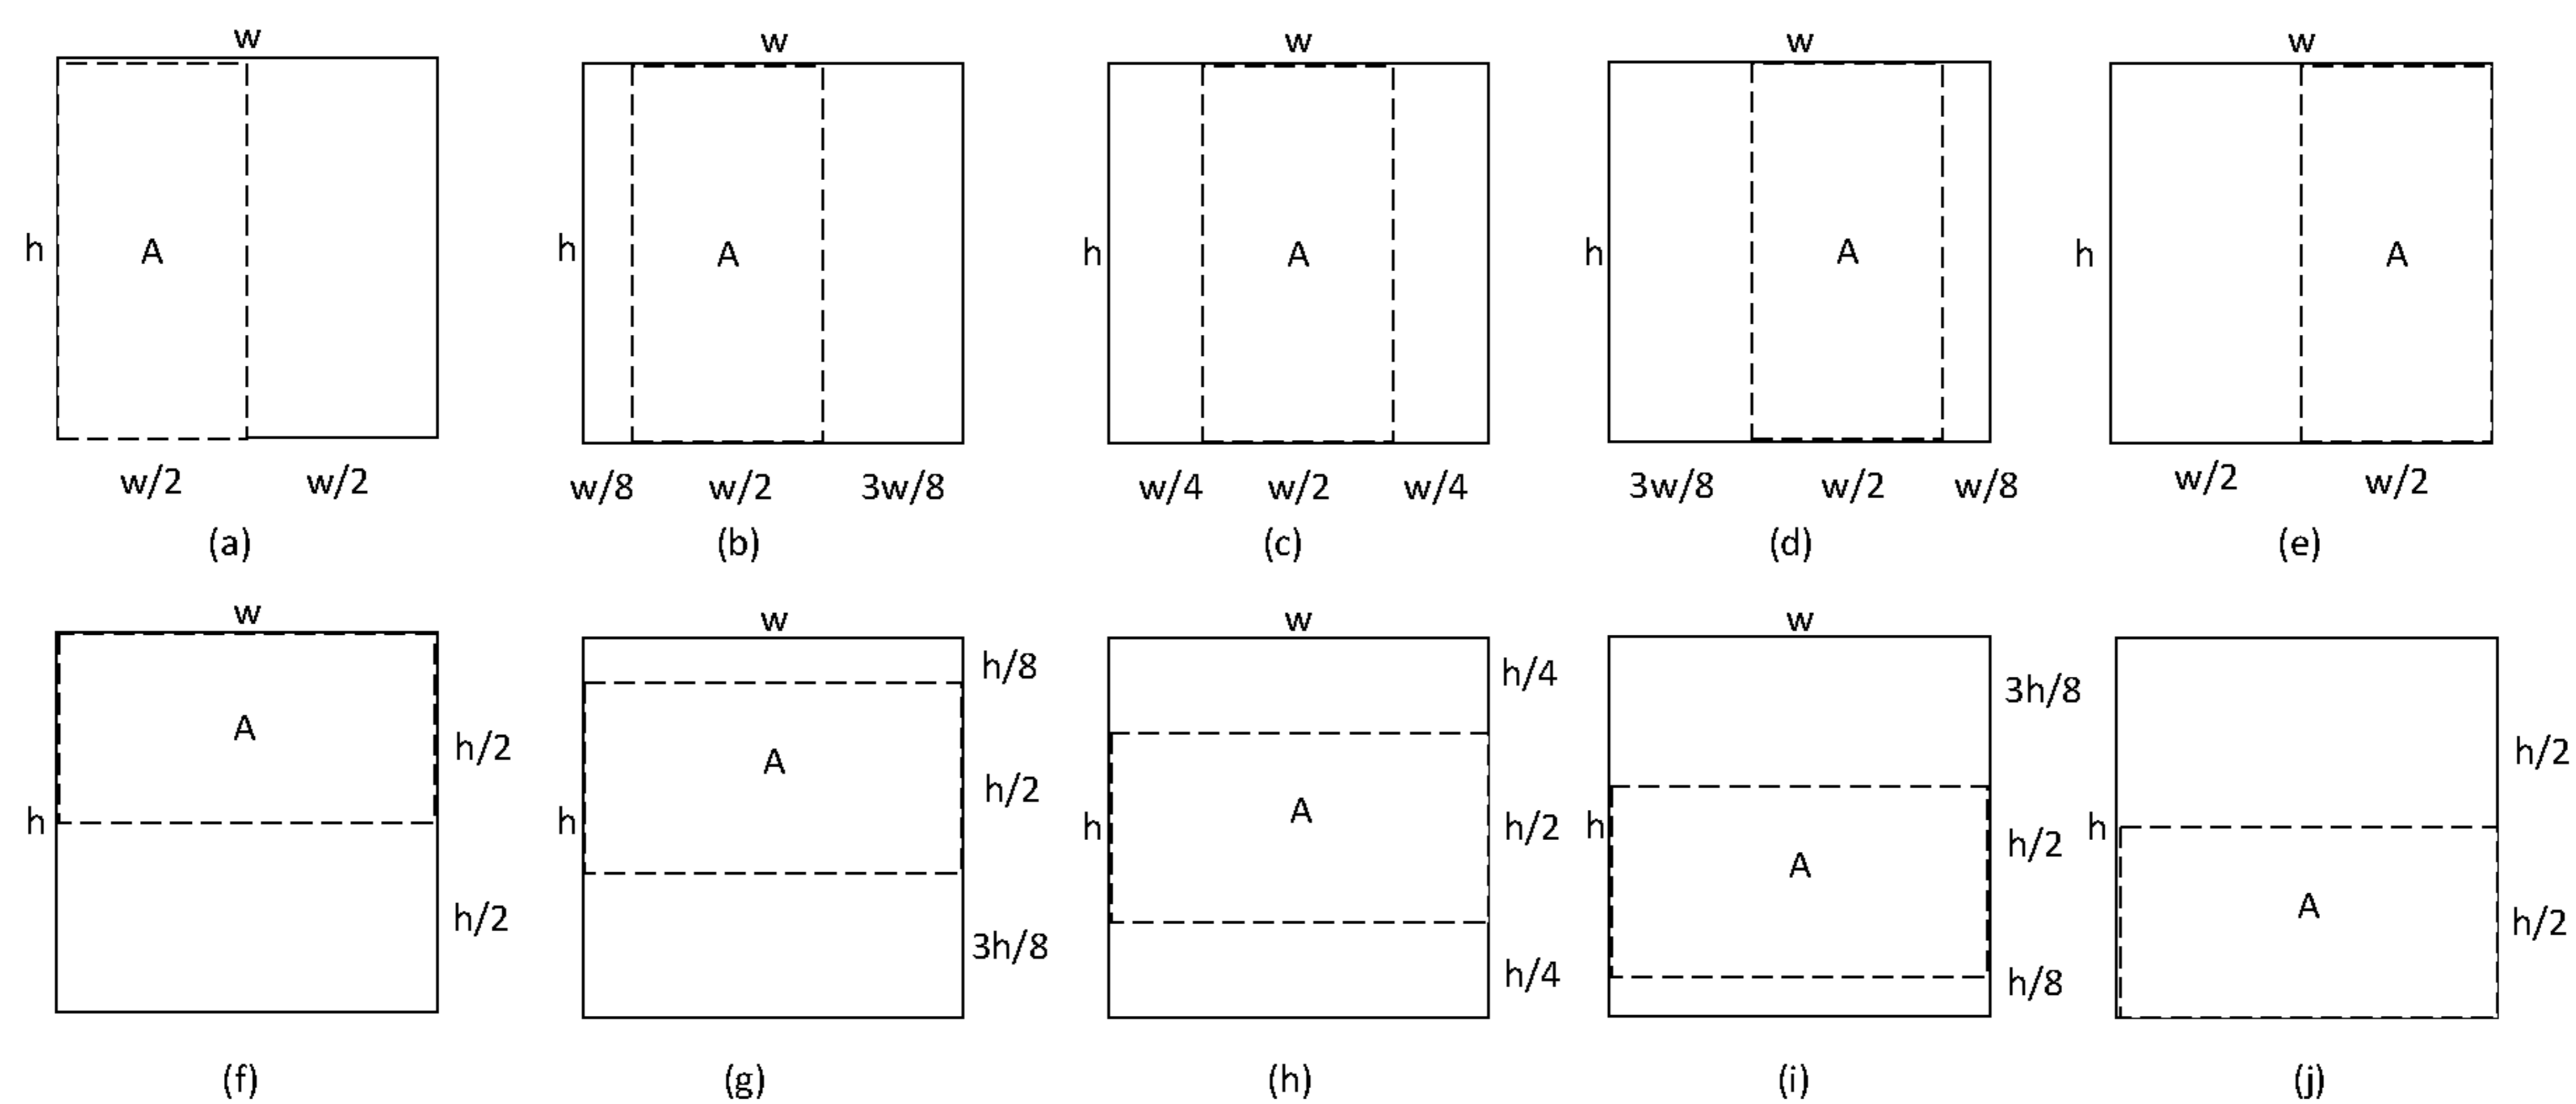 w w w w w
h A h A h A h A h A
w/2 w/2 w/8 w/2 3w/8 w/4 w/2 w/4 3w/8 w/2 w/8 w/2 w/2
(a) (b) (c) (d) (e)
w w w w
h/8 h/4 3h/8
A h/2 A h/2 A h/2 A h/2 h/2
h h h h h
A
h/2 3h/8 h/4 h/8 h/2
(f) (g) (h) (i) (j)